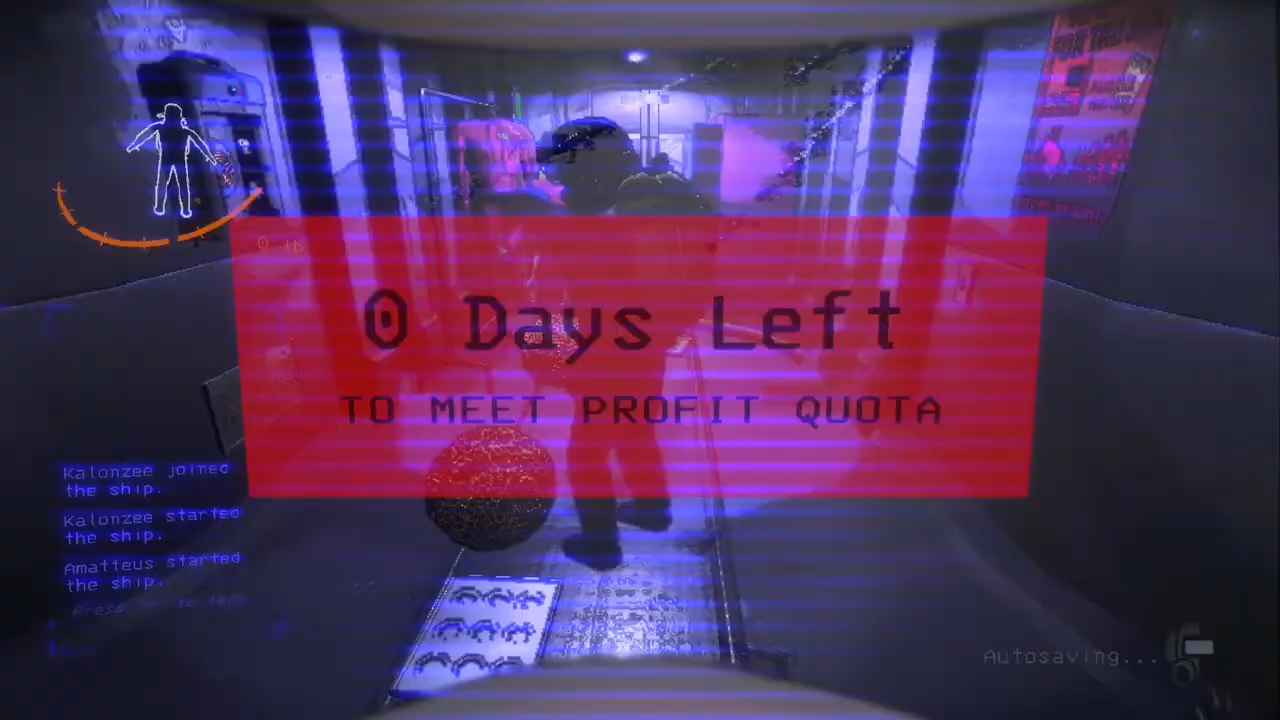 0 Days Left
TO MEET PROFIT QUOTA
Kalonzee joined
the ship.
Kalonzee started
the ship.
Amatteus started
the ship.
Autosaving...